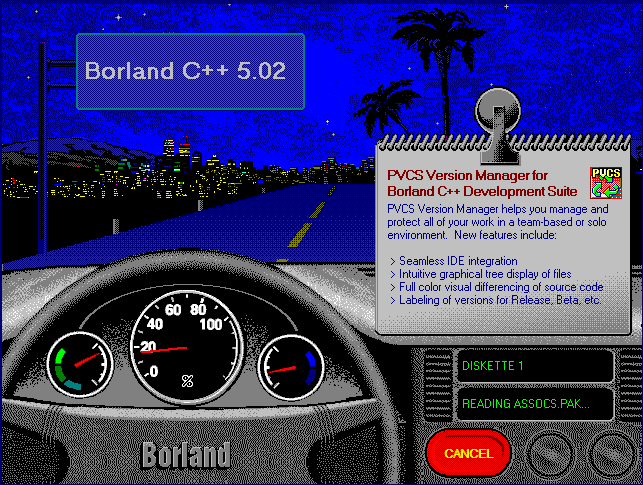 Borland C++ 5.02
PVCS Version Manager for
Borland C++ Development Suite
PVCS
PVCS Version Manager helps you manage and
protect all of your work in a team-based or solo
environment. New features include:
> Seamless IDE integration
> Intuitive graphical tree display of files
> Full color visual differencing of source code
> Labeling of versions for Release, Beta, etc.
0
20
40
60
80
100
%
DISKETTE 1
READING ASSOCS.PAK...
Borland
CANCEL